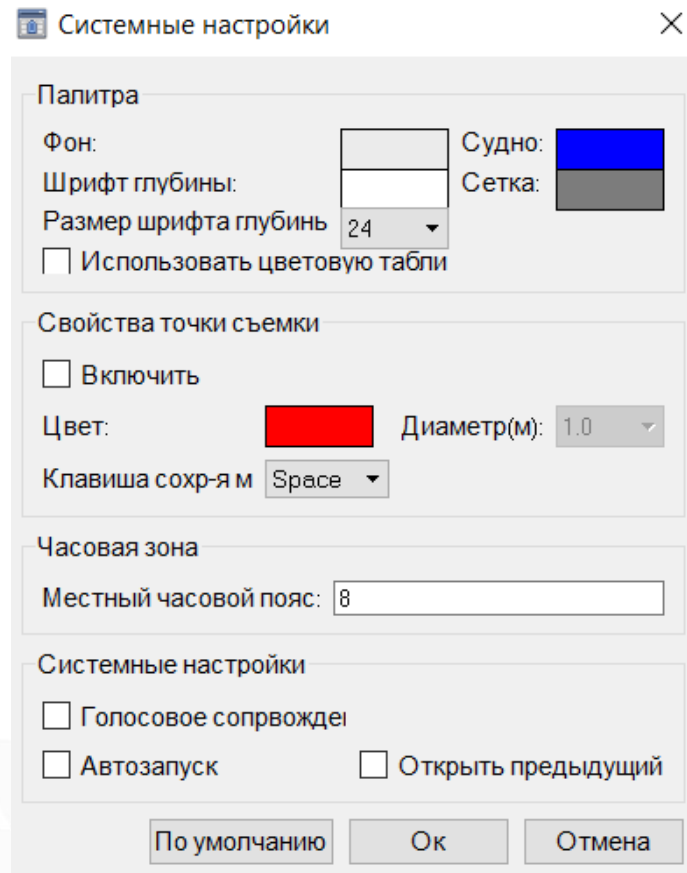 Системные настройки
Палитра
Фон: Судно:
Шрифт глубины: Сетка:
Размер шрифта глубинь 24
Использовать цветовую табли
Свойства точки съемки
Включить
Цвет: Диаметр(м): 1.0
Клавиша сохр-я м Space
Часовая зона
Местный часовой пояс: 8
Системные настройки
Голосовое сопрвожде
Автозапуск Открыть предыдущий
По умолчанию Ок Отмена